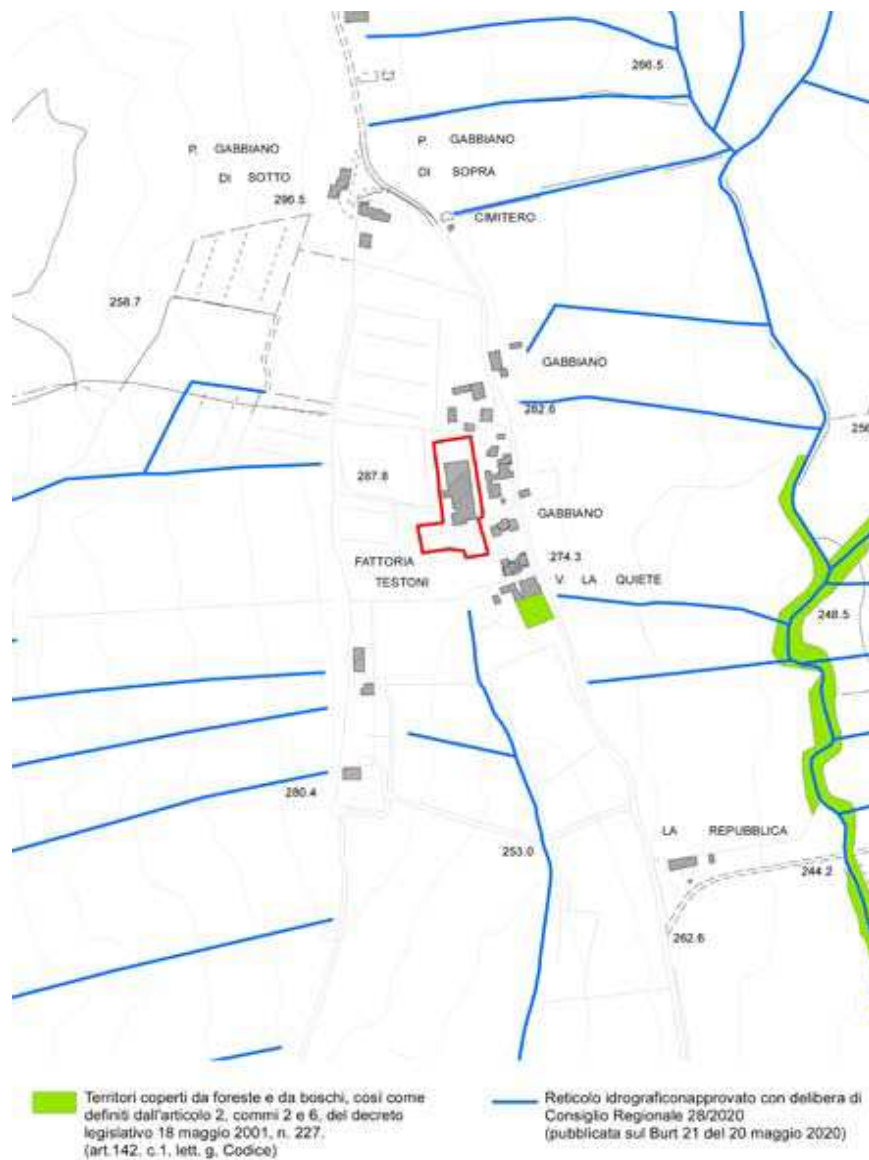 266.5
P. GABBIANO
DI SOTTO
296.5
P. GABBIANO
DI SOPRA
CIMITERO
258.7
GABBIANO
282.6
256
287.8
GABBIANO
FATTORIA
TESTONI
274.3
V. LA QUIETE
248.5
280.4
LA REPUBBLICA
253.0
244.2
262.6
Territori coperti da foreste e da boschi, così come
definiti dall'articolo 2, commi 2 e 6, del decreto
legislativo 18 maggio 2001, n. 227.
(art.142. c.1, lett. g, Codice)
Reticolo idrograficonapprovato con delibera di
Consiglio Regionale 28/2020
(pubblicata sul Burt 21 del 20 maggio 2020)